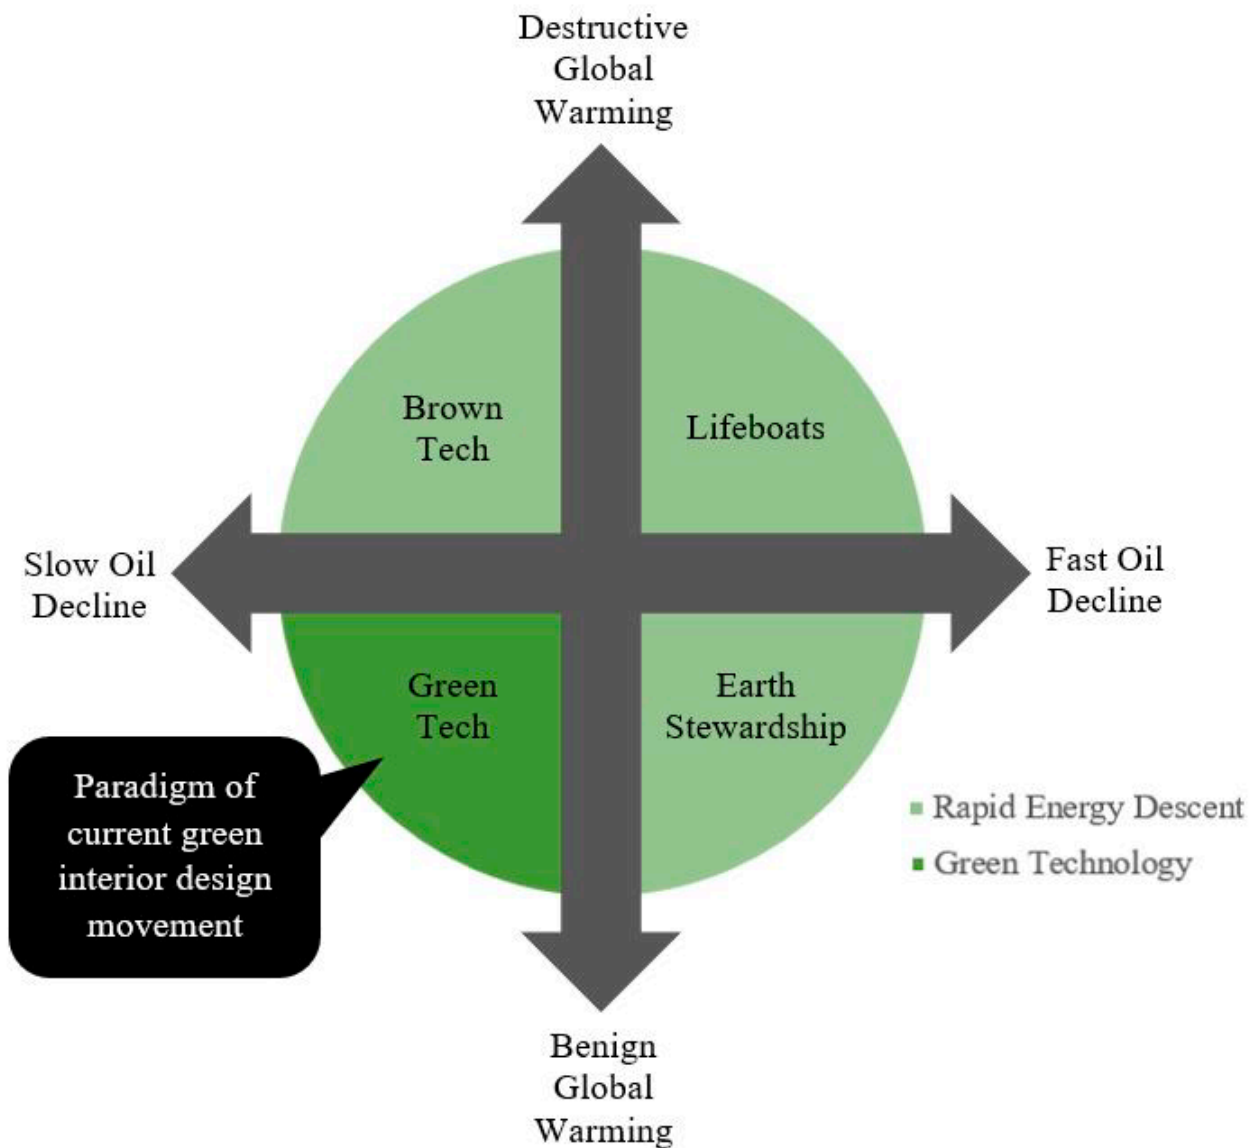 Destructive
Global
Warming
Brown
Tech
Lifeboats
Slow Oil
Decline
Fast Oil
Decline
Green
Tech
Earth
Stewardship
Paradigm of
current green
interior design
movement
Rapid Energy Descent
Green Technology
Benign
Global
Warming